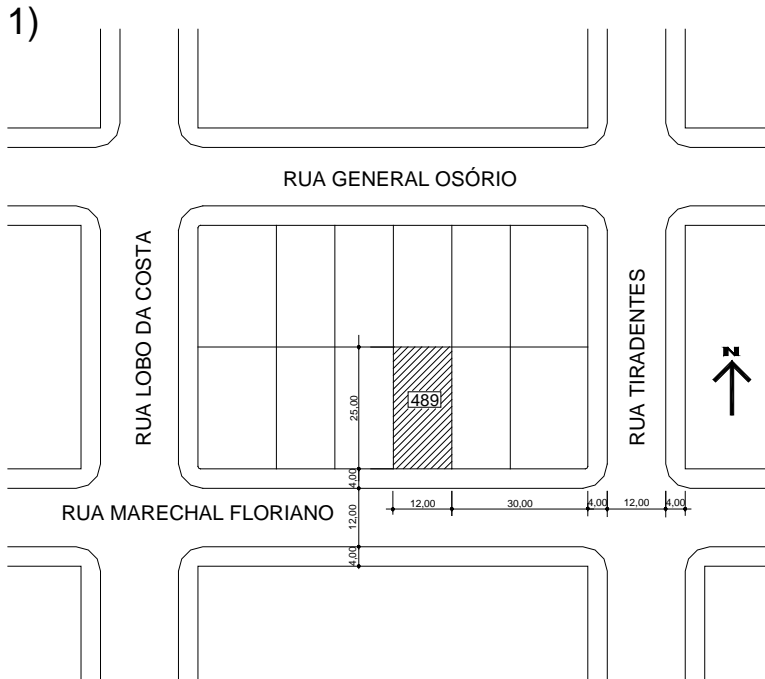 1)
RUA GENERAL OSÓRIO
RUA LOBO DA COSTA
RUA TIRADENTES
N
489
25,00
4,00
12,00
30,00
4,00
12,00
4,00
RUA MARECHAL FLORIANO
12,00
4,00